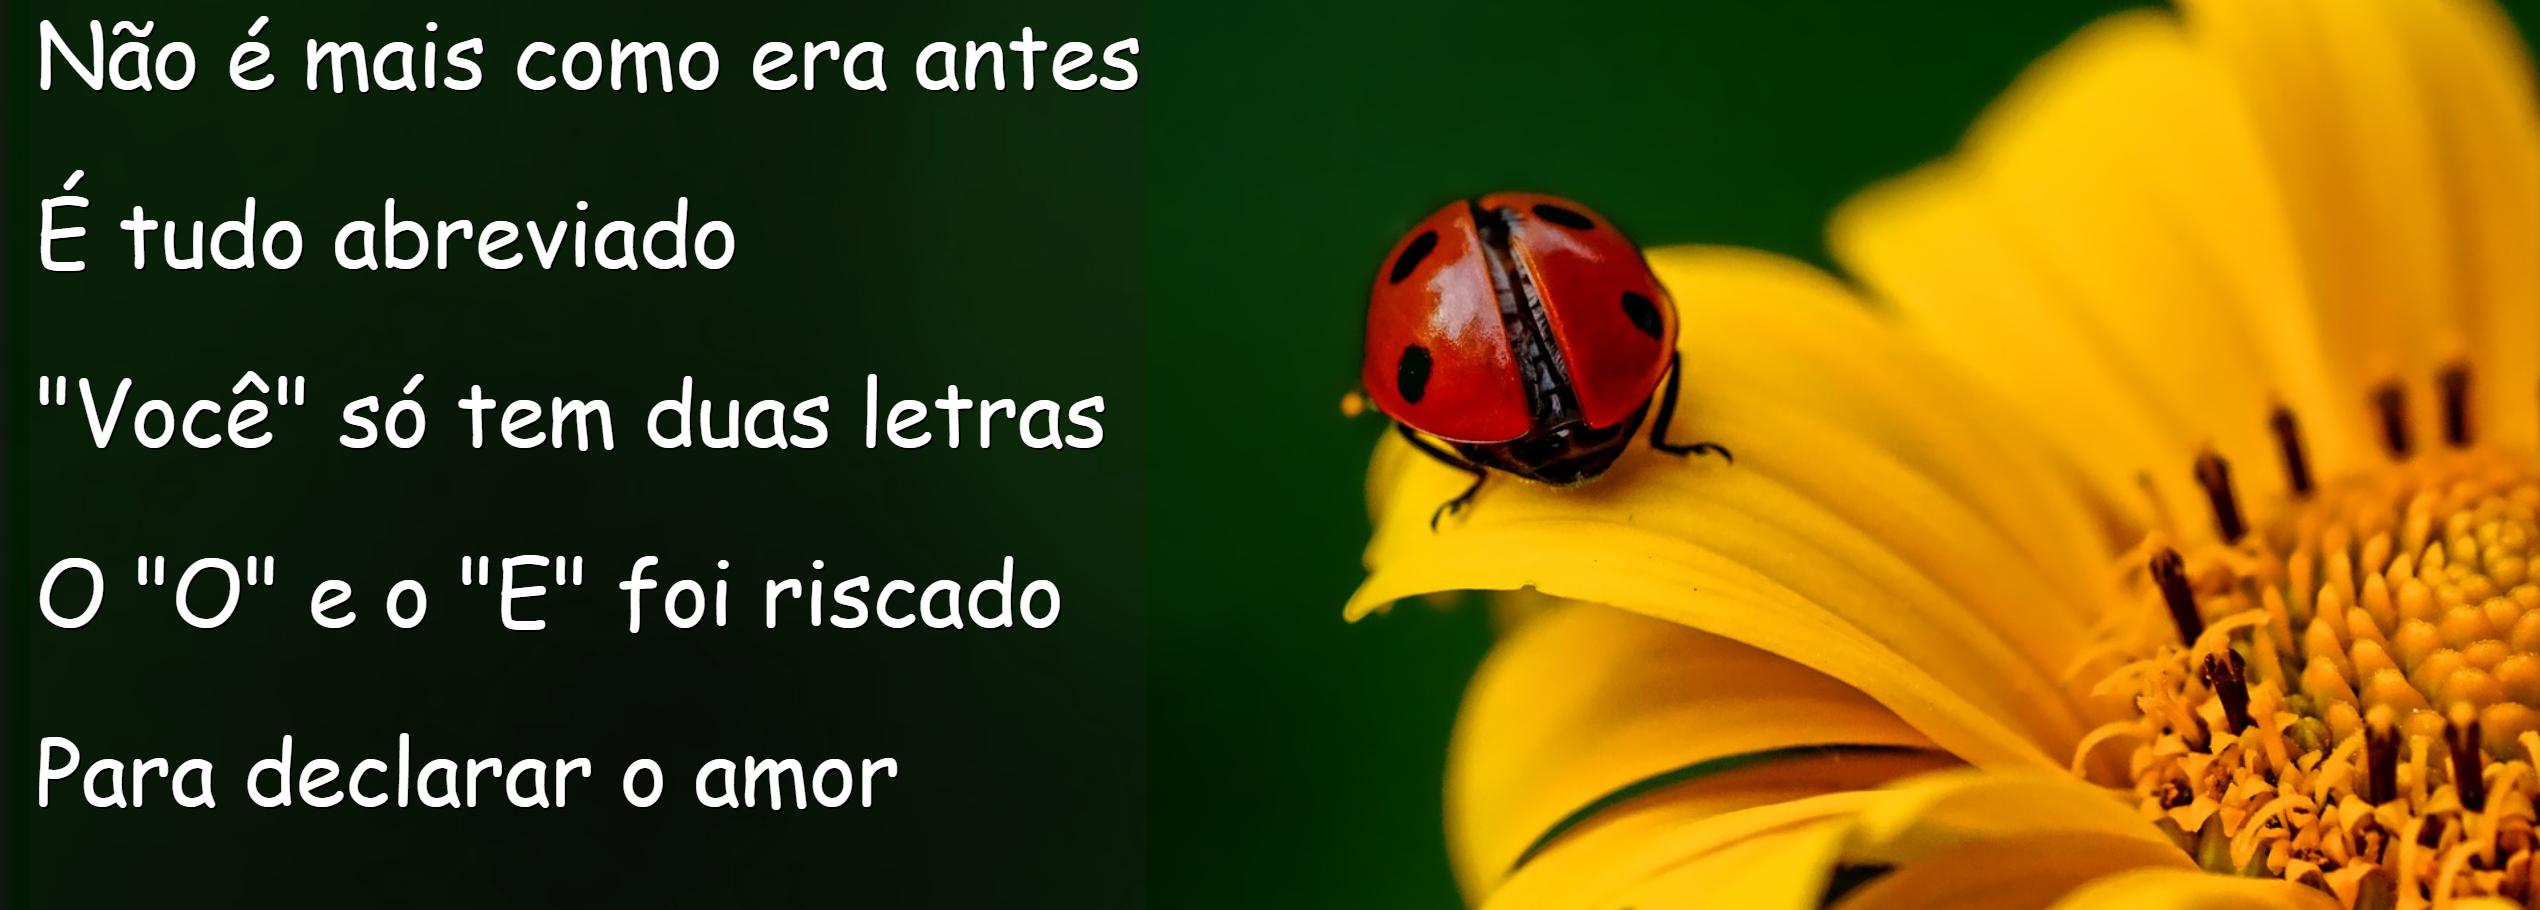 Não é mais como era antes
É tudo abreviado
"Você" só tem duas letras
O "O" e o "E" foi riscado
Para declarar o amor